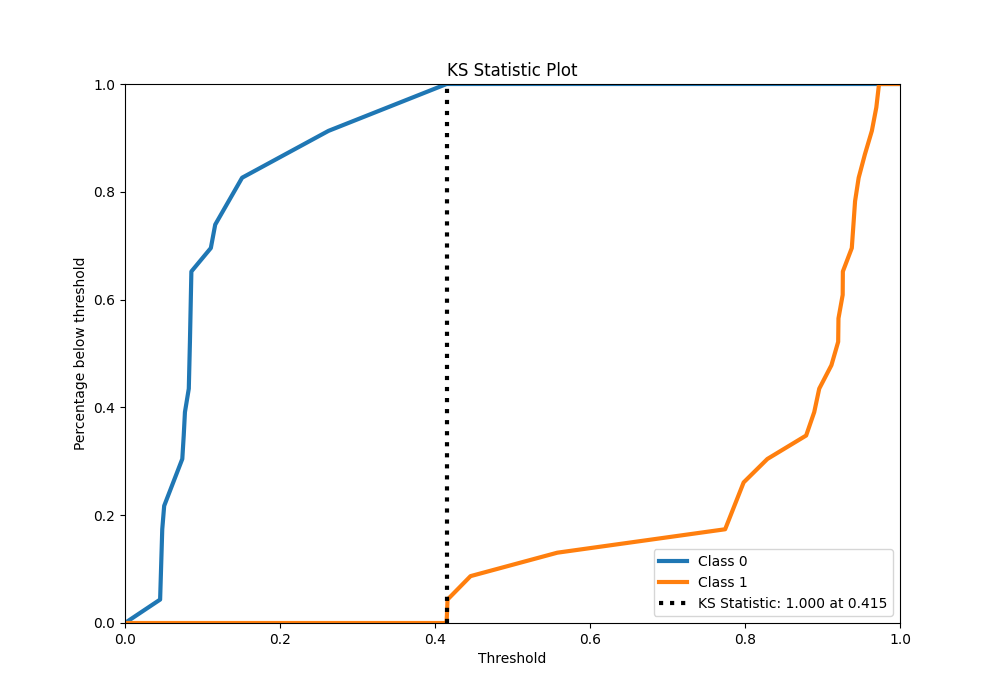 KS Statistic Plot
1.0
0.8
0.6
0.4
0.2
0.0
Percentage below threshold
Class 0
Class 1
KS Statistic: 1.000 at 0.415
0.0 0.2 0.4 0.6 0.8 1.0
Threshold